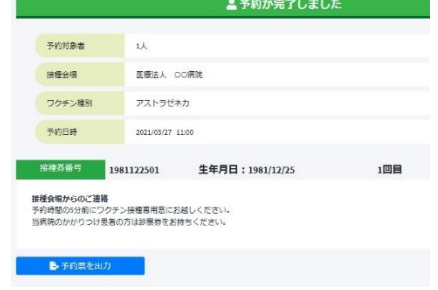 予約が完了しました
予約対象者 1人
接種会場 医療法人 〇〇病院
ワクチン種別 アストラゼネカ
予約日時 2021/03/27 11:00
接種券番号 1981122501 生年月日：1981/12/25 1回目
接種会場からのご連絡
予約時間の5分前にワクチン接種専用窓にお越しください。
当病院のかかりつけ患者の方は診察券をお持ちください。
予約票を出力